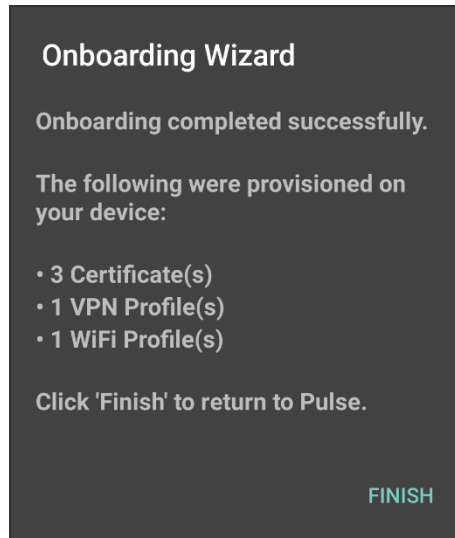 Onboarding Wizard
Onboarding completed successfully.
The following were provisioned on
your device:
• 3 Certificate(s)
• 1 VPN Profile(s)
• 1 WiFi Profile(s)
Click 'Finish' to return to Pulse.
FINISH